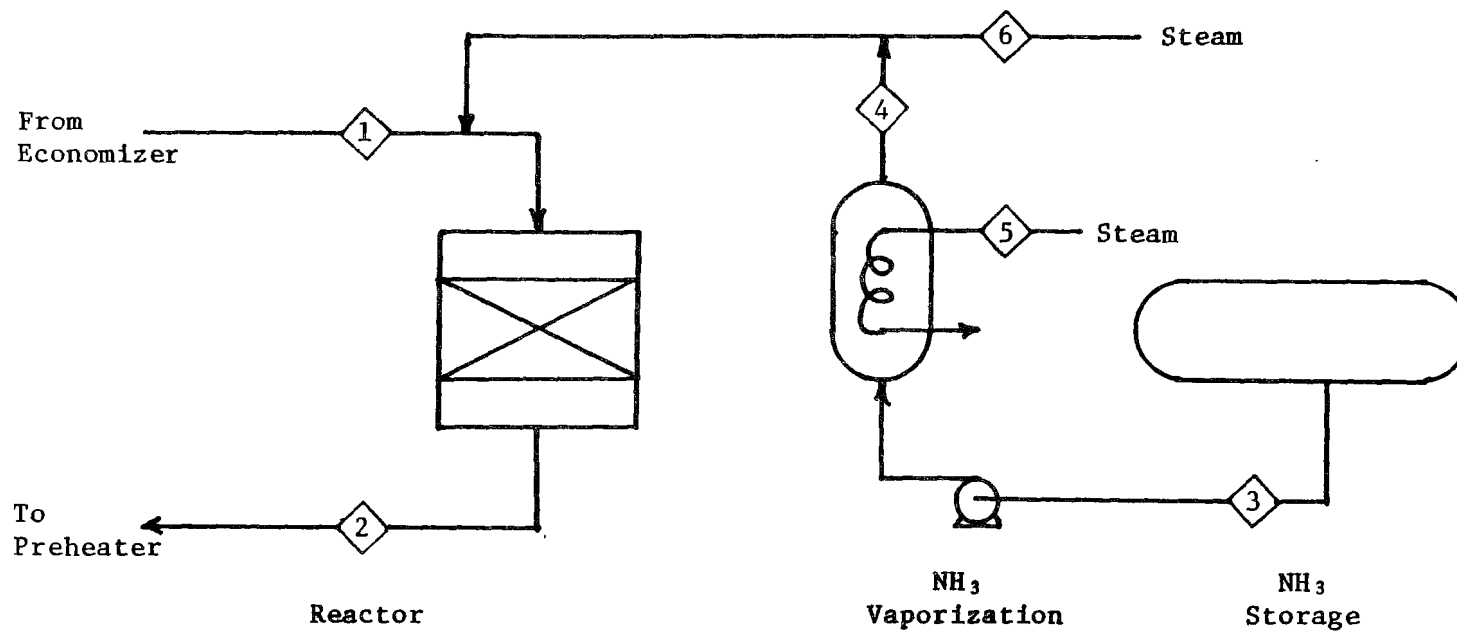 6
Steam
4
From
Economizer
1
5
Steam
3
To
Preheater
2
NH₃
Vaporization
NH₃
Storage
Reactor